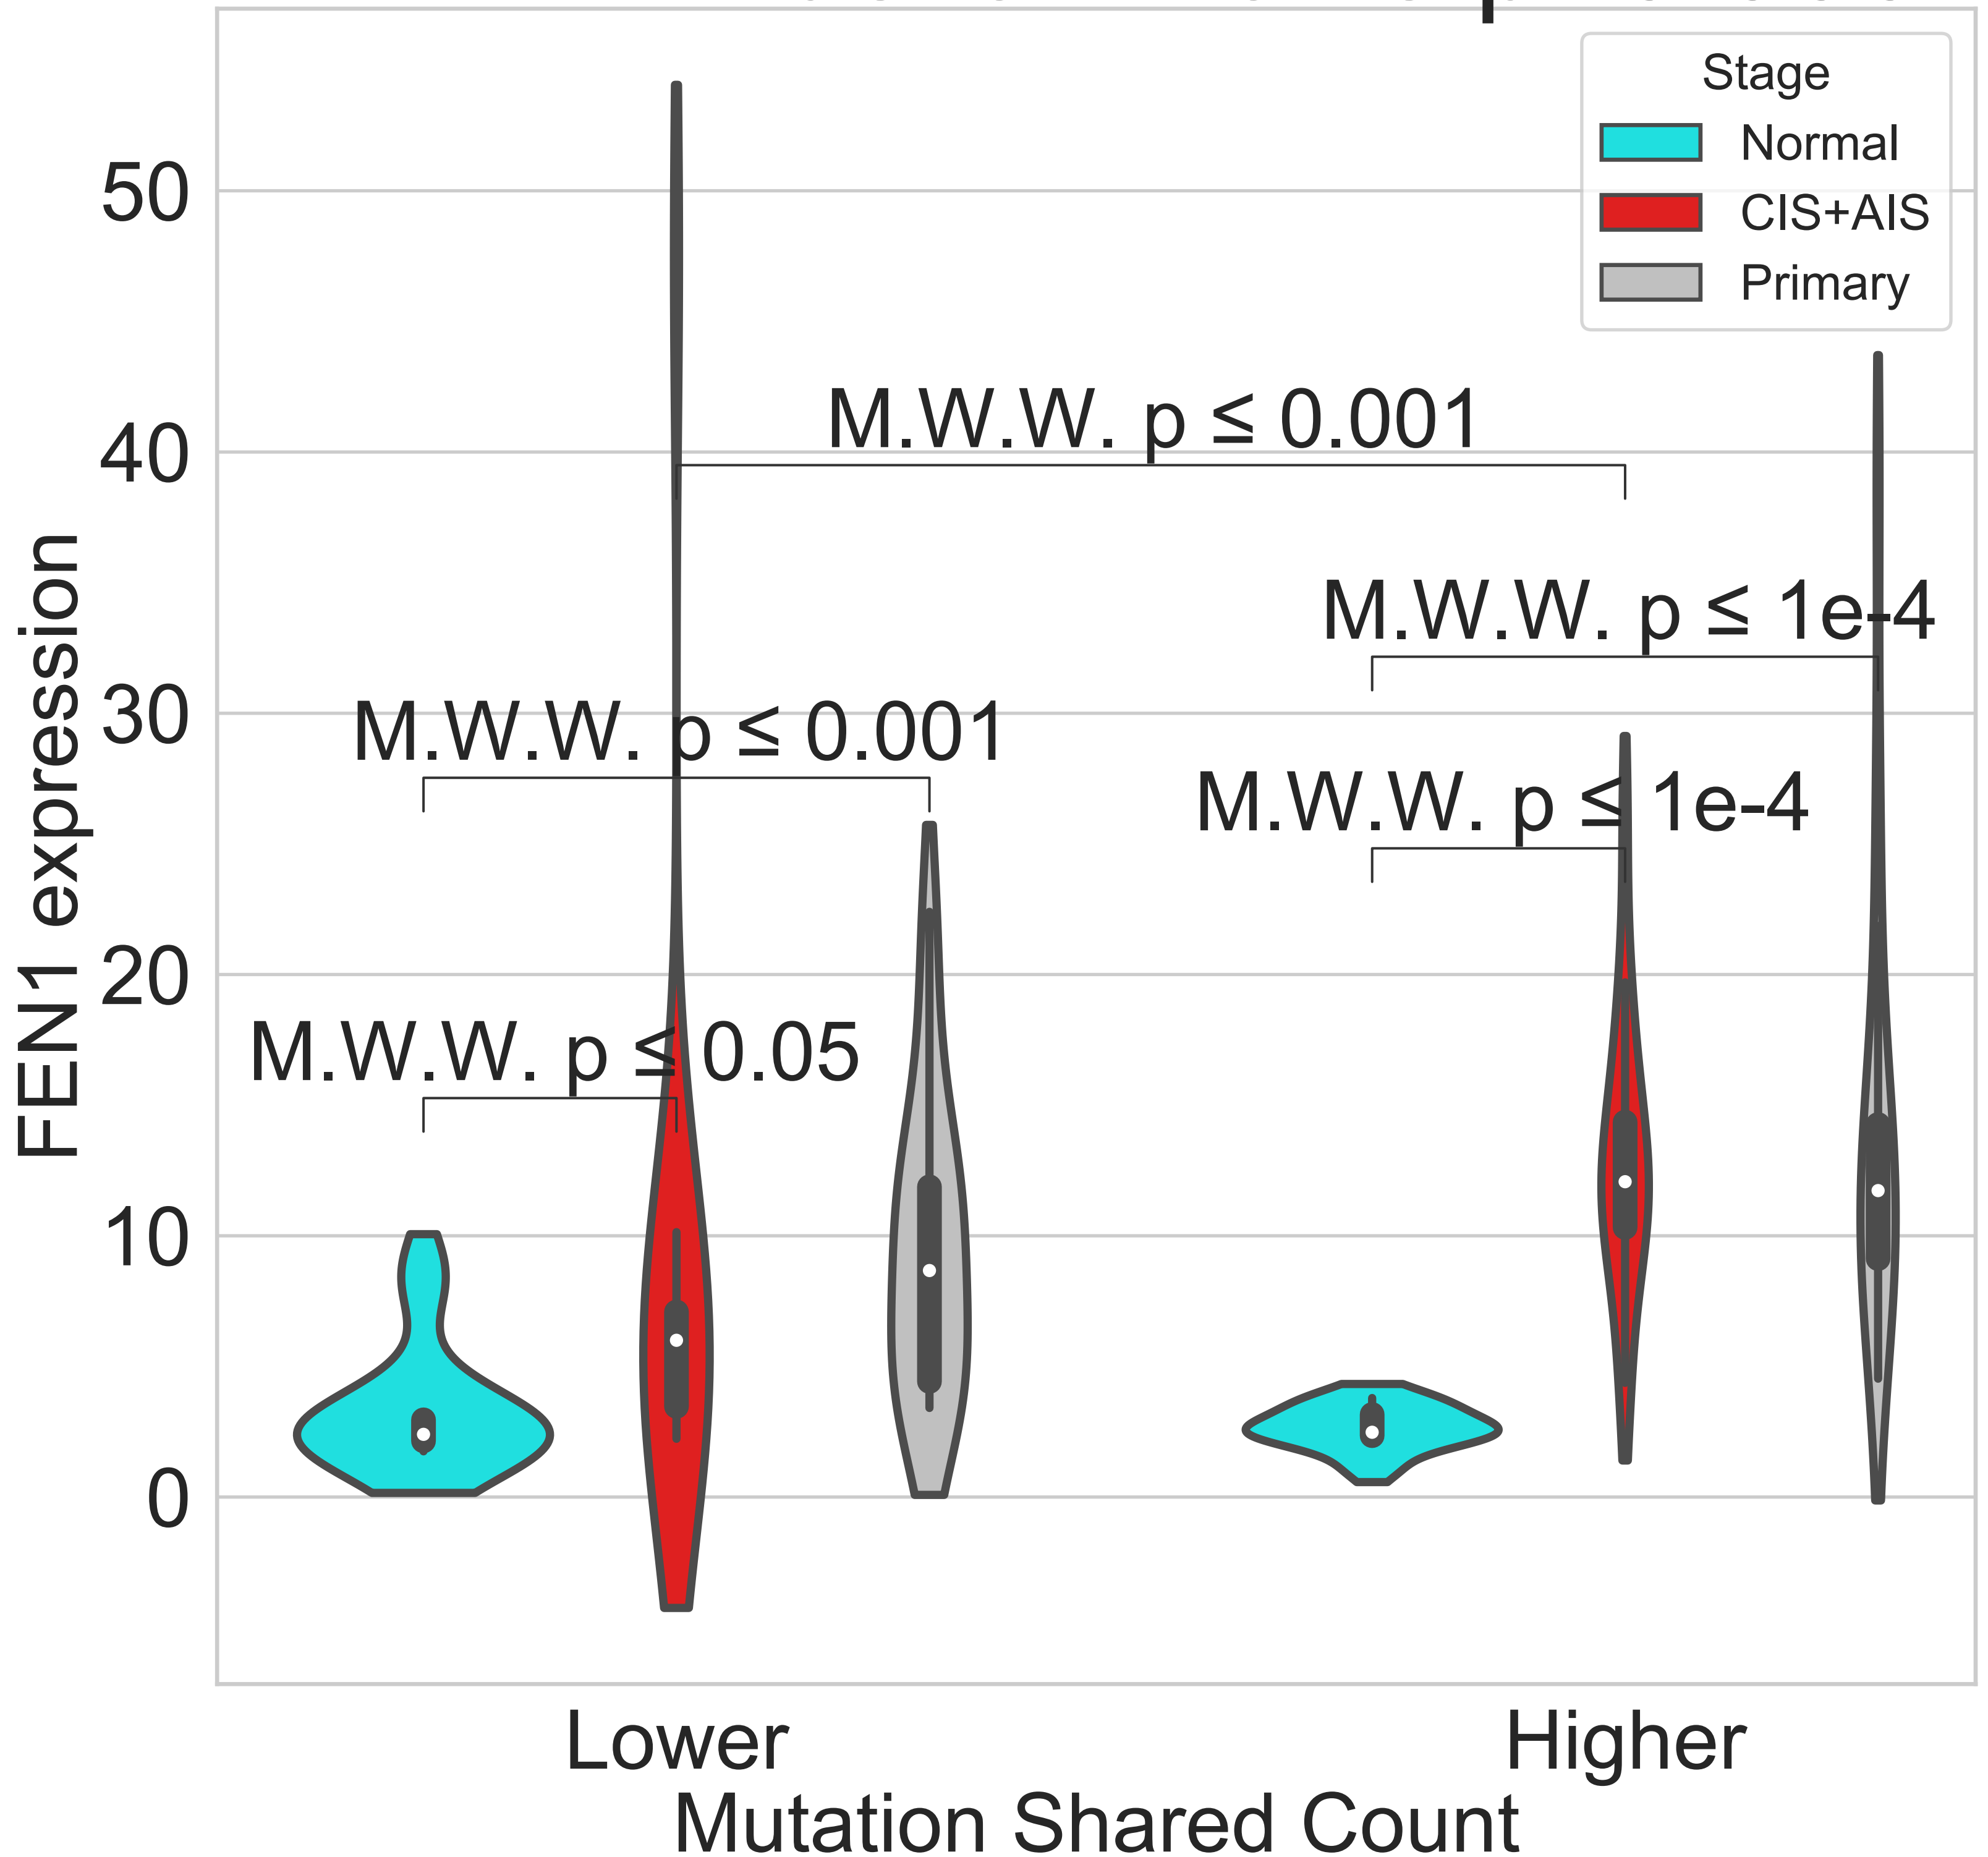 Stage
Normal
CIS+AIS
Primary
50
40
30
20
10
0
FEN1 expression
M.W.W. p ≤ 0.001
M.W.W. p ≤ 1e-4
M.W.W. p ≤ 0.001
M.W.W. p ≤ 1e-4
M.W.W. p ≤ 0.05
Lower
Higher
Mutation Shared Count